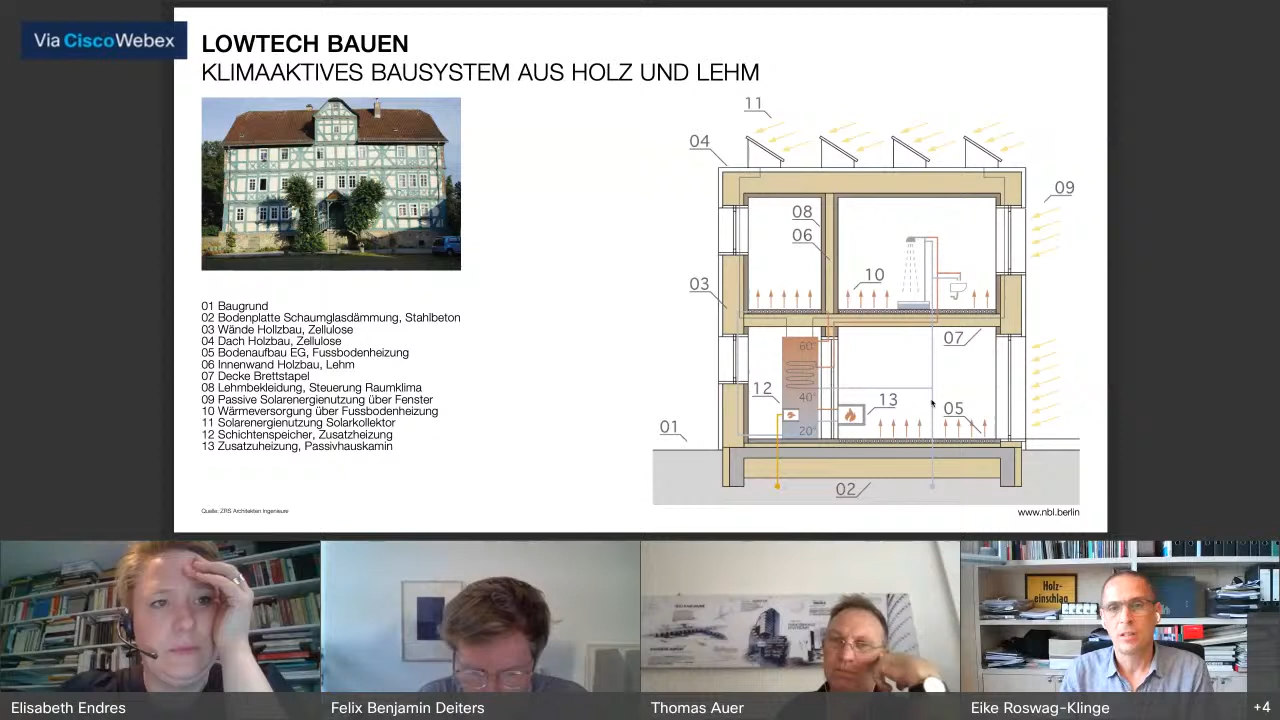 Via Cisco Webex
LOWTECH BAUEN
KLIMAAKTIVES BAUSYSTEM AUS HOLZ UND LEHM
01 Baugrund
02 Bodenplatte Schaumglasdämmung, Stahlbeton
03 Wände Hollzbau, Zellulose
04 Dach Holzbau, Zellulose
05 Bodenaufbau EG, Fussbodenheizung
06 Innenwand Holzbau, Lehm
07 Decke Brettstapel
08 Lehmbekleidung, Steuerung Raumklima
09 Passive Solarenergienutzung über Fenster
10 Wärmeversorgung über Fussbodenheizung
11 Solarenergienutzung Solarkollektor
12 Schichtenspeicher, Zusatzheizung
13 Zusatzuheizung, Passivhauskamin
Quelle: ZRS Architekten Ingenieure
11
04
09
08
06
10
03
07
60°
12
40°
13
05
20°
01
02
www.nbl.berlin
Holz-
einschlag
Elisabeth Endres
Felix Benjamin Deiters
Thomas Auer
Eike Roswag-Klinge
+4